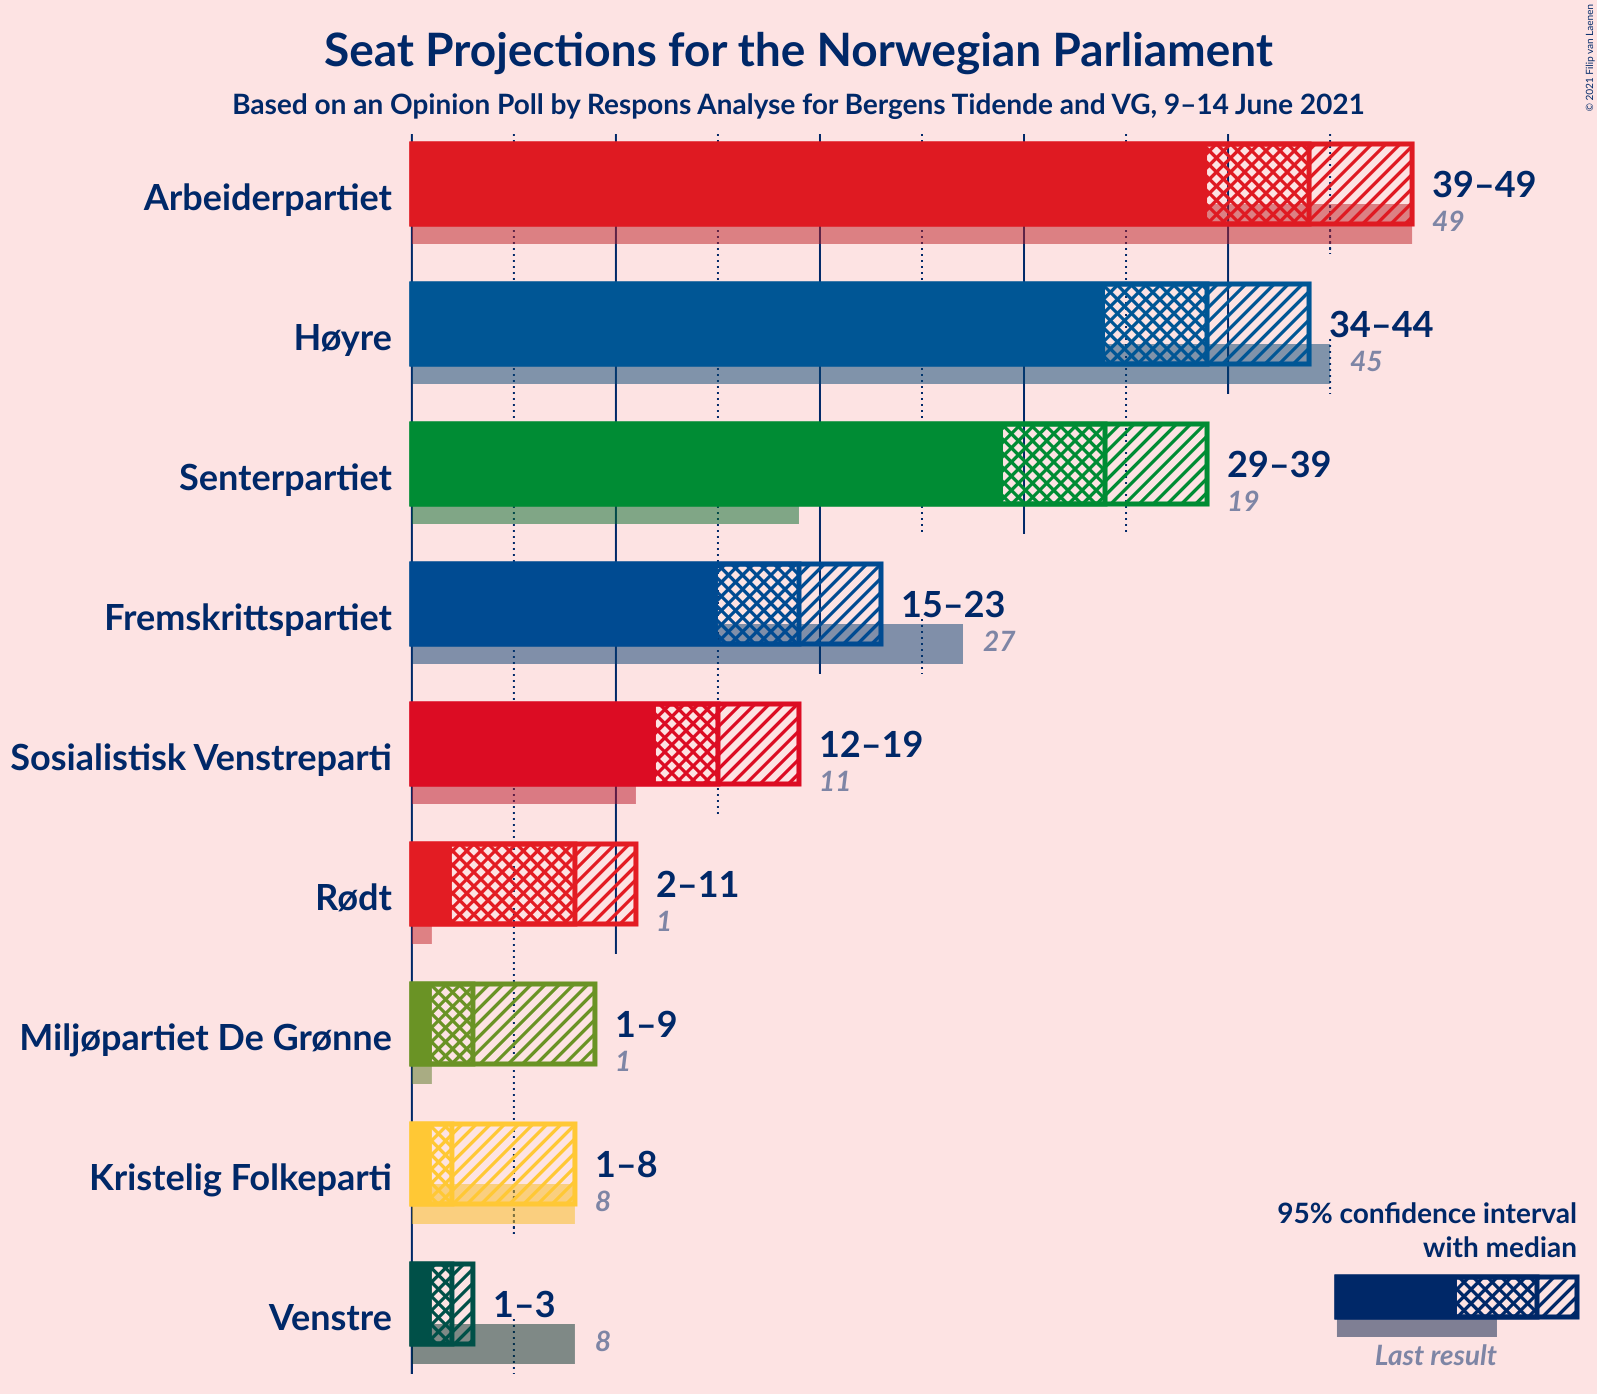 Seat Projections for the Norwegian Parliament
Based on an Opinion Poll by Respons Analyse for Bergens Tidende and VG, 9–14 June 2021
© 2021 Filip van Laenen
Arbeiderpartiet
39–49
49
Høyre
34–44
45
Senterpartiet
29–39
19
Fremskrittspartiet
15–23
27
Sosialistisk Venstreparti
12–19
11
Rødt
2–11
1
Miljøpartiet De Grønne
1–9
1
Kristelig Folkeparti
1–8
8
Venstre
1–3
8
95% confidence interval
with median
Last result